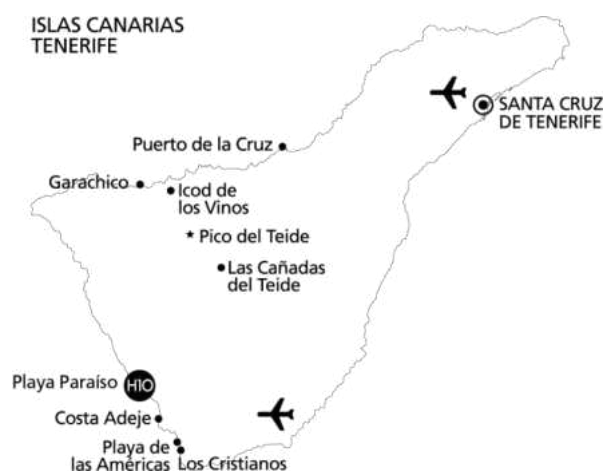 ISLAS CANARIAS
TENERIFE
SANTA CRUZ
DE TENERIFE
Puerto de la Cruz
Garachico
Icod de
los Vinos
Pico del Teide
Las Cañadas
del Teide
Playa Paraíso
H10
Costa Adeje
Playa de
las Américas
Los Cristianos